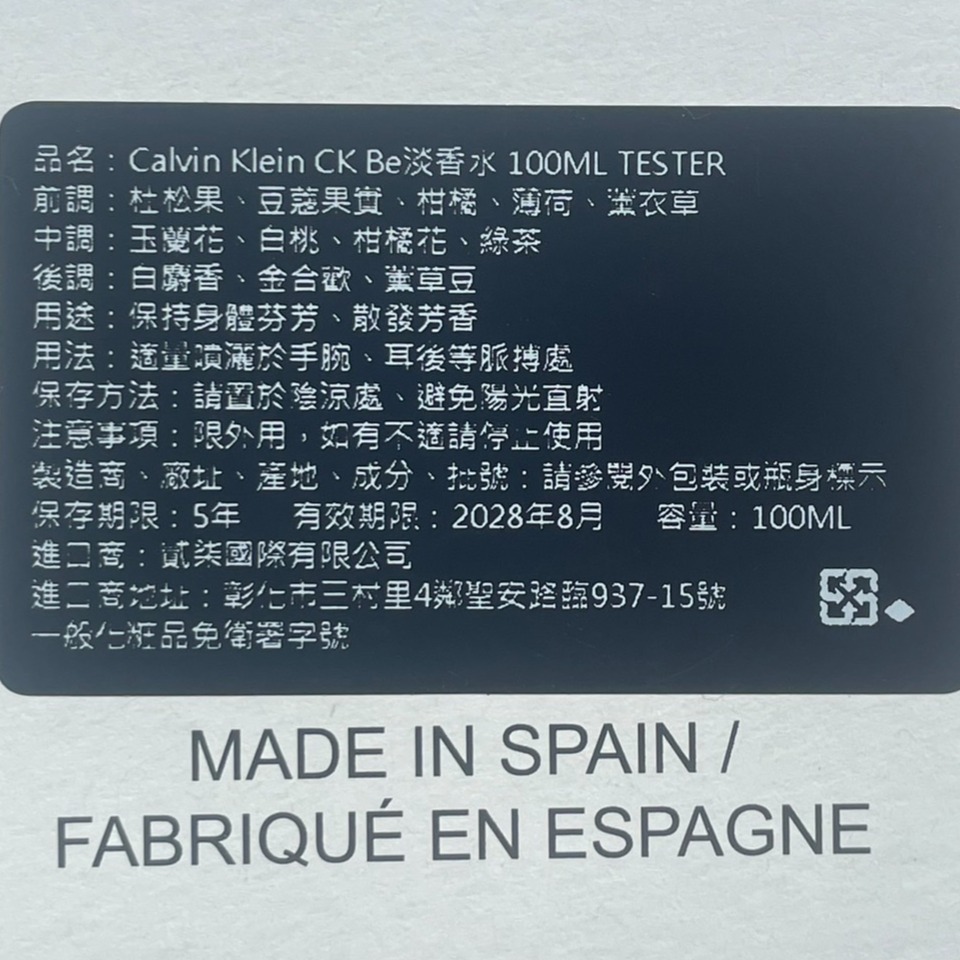 品名：Calvin Klein CK Be淡香水 100ML TESTER
前調：杜松果、豆蔻果實、柑橘、薄荷、薰衣草
中調：玉蘭花、白桃、柑橘花、綠茶
後調：白麝香、金合歡、薰草豆
用途：保持身體芬芳、散發芳香
用法：適量噴灑於手腕、耳後等脈搏處
保存方法：請置於陰涼處、避免陽光直射
注意事項：限外用，如有不適請停止使用
製造商、廠址、產地、成分、批號：請參閱外包裝或瓶身標示
保存期限：5年 有效期限：2028年8月 容量：100ML
進口商：貳柒國際有限公司
進口商地址：彰化市三村里4鄰聖安路臨937-15號
一般化粧品免衛署字號
MADE IN SPAIN /
FABRIQUÉ EN ESPAGNE